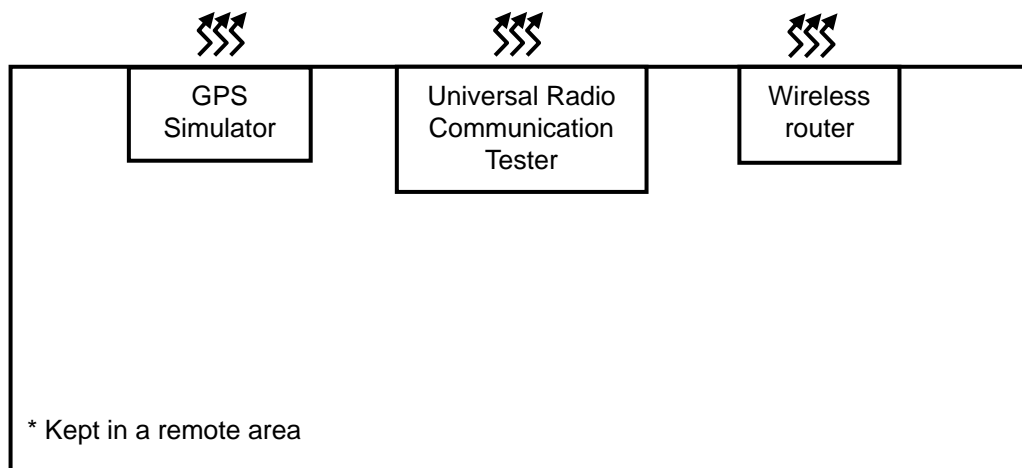 GPS
Simulator
Universal Radio
Communication
Tester
Wireless
router
* Kept in a remote area